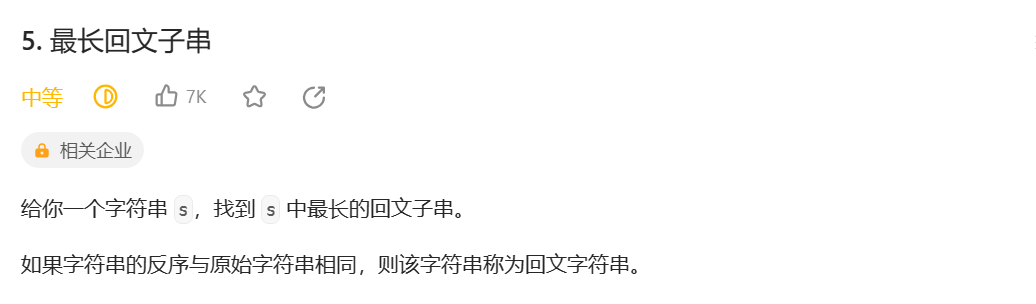 5. 最长回文子串
中等 7K
相关企业
给你一个字符串 s，找到 s 中最长的回文子串。
如果字符串的反序与原始字符串相同，则该字符串称为回文字符串。